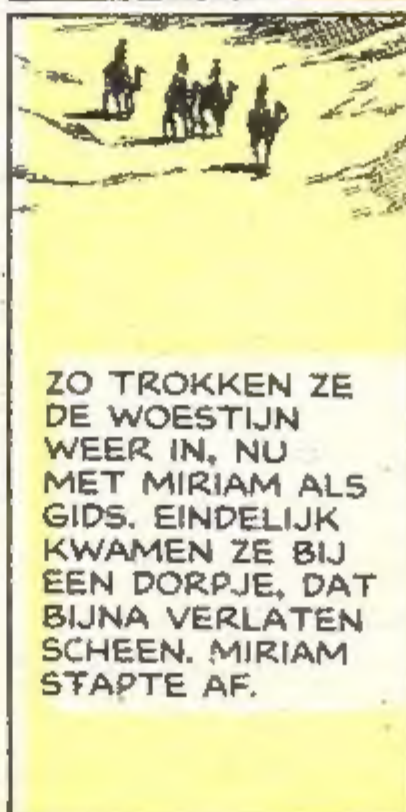 ZO TROKKEN ZE
DE WOESTIJN
WEER IN, NU
MET MIRIAM ALS
GIDS. EINDELIJK
KWAMEN ZE BIJ
EEN DORPJE, DAT
BIJNA VERLATEN
SCHEEN. MIRIAM
STAPTE AF.